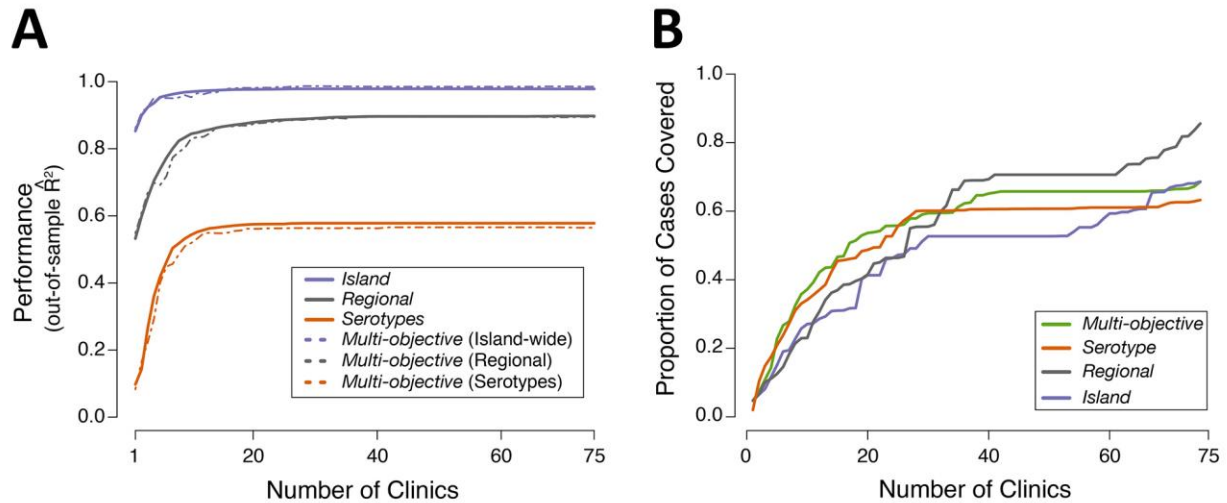 A
B
Performance
(out-of-sample R̂²)
1.0
0.8
0.6
0.4
0.2
0.0
Island
Regional
Serotypes
Multi-objective (Island-wide)
Multi-objective (Regional)
Multi-objective (Serotypes)
1
20
40
60
75
Number of Clinics
Proportion of Cases Covered
1.0
0.8
0.6
0.4
0.2
0.0
Multi-objective
Serotype
Regional
Island
0
20
40
60
75
Number of Clinics